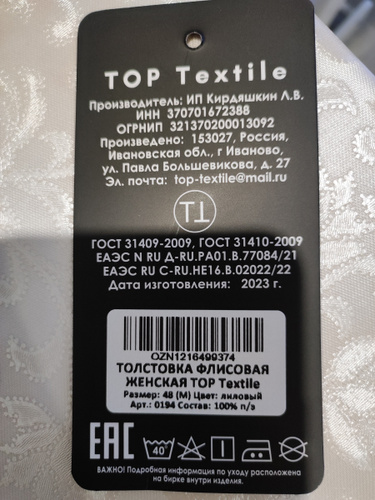 TOP Textile
Производитель: ИП Кирдяшкин Л.В.
ИНН 370701672388
ОГРНИП 321370200013092
Произведено: 153027, Россия,
Ивановская обл., г Иваново,
ул. Павла Большевикова, д. 27
Эл. почта: top-textile@mail.ru
TT
ГОСТ 31409-2009, ГОСТ 31410-2009
ЕАЭС N RU Д-RU.РА01.В.77084/21
ЕАЭС RU С-RU.НЕ16.В.02022/22
Дата изготовления: 2023 г.
OZN1216499374
ТОЛСТОВКА ФЛИСОВАЯ
ЖЕНСКАЯ TOP Textile
Размер: 48 (M) Цвет: лиловый
Арт.: 0194 Состав: 100% п/э
EAC 40°
ВАЖНО! Подробная информация по уходу расположена
на бирке внутри изделия.